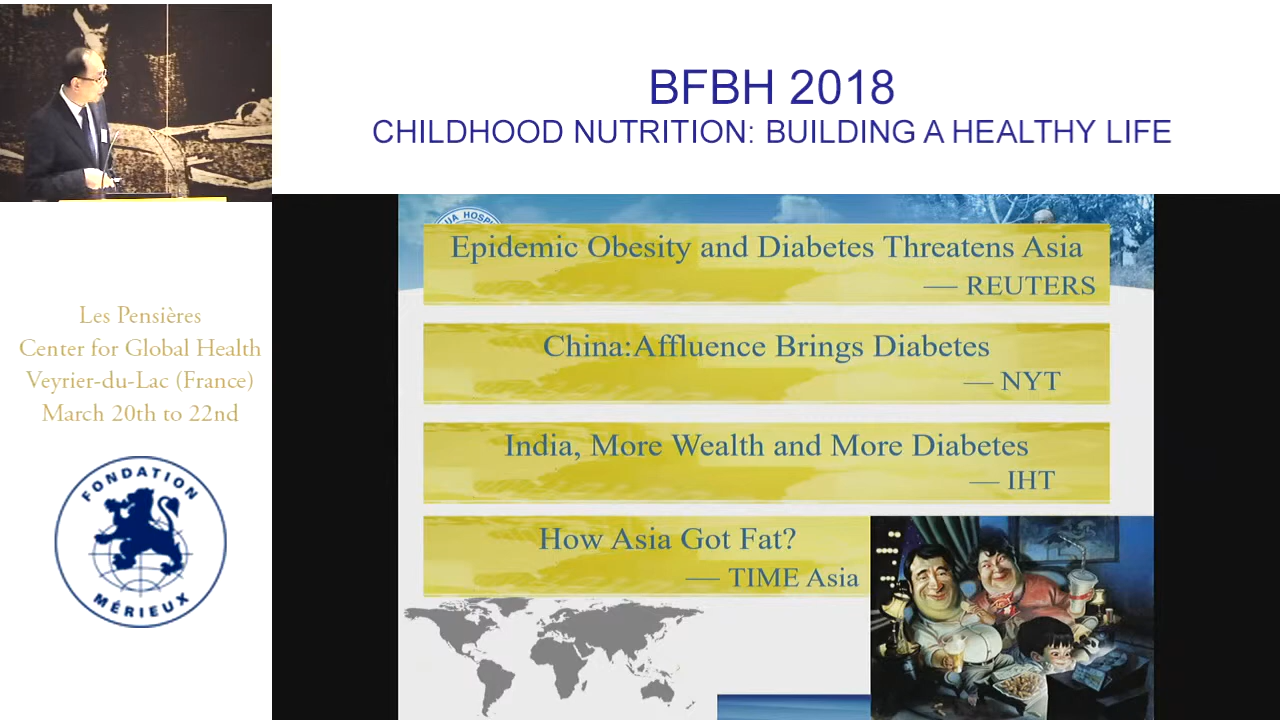 BFBH 2018
CHILDHOOD NUTRITION: BUILDING A HEALTHY LIFE
Les Pensières
Center for Global Health
Veyrier-du-Lac (France)
March 20th to 22nd
FONDATION
MÉRIEUX
HOSP
Epidemic Obesity and Diabetes Threatens Asia
— REUTERS
China:Affluence Brings Diabetes
— NYT
India, More Wealth and More Diabetes
— IHT
How Asia Got Fat?
— TIME Asia